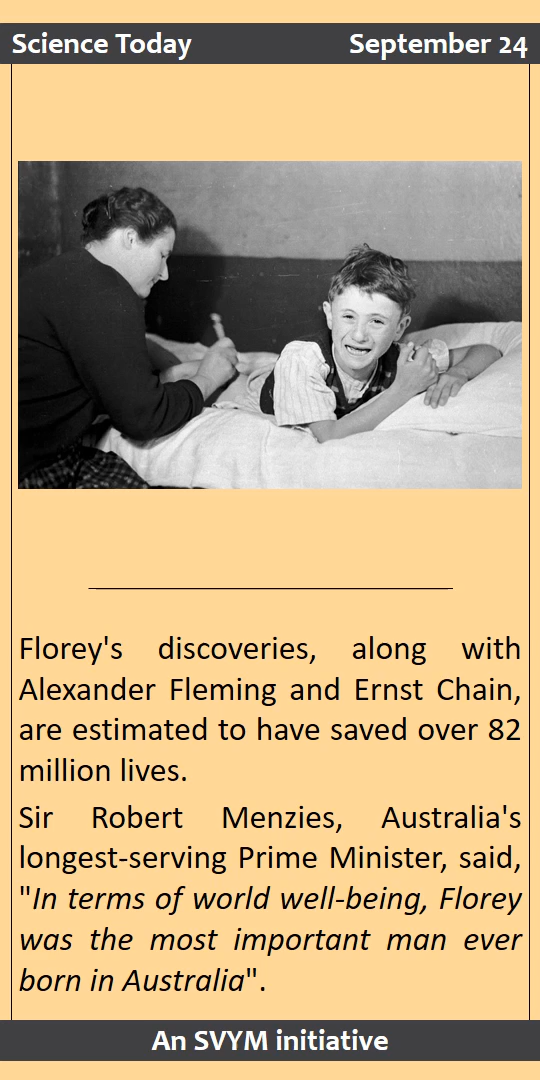 Science Today September 24
Florey's discoveries, along with
Alexander Fleming and Ernst Chain,
are estimated to have saved over 82
million lives.
Sir Robert Menzies, Australia's
longest-serving Prime Minister, said,
"In terms of world well-being, Florey
was the most important man ever
born in Australia".
An SVYM initiative